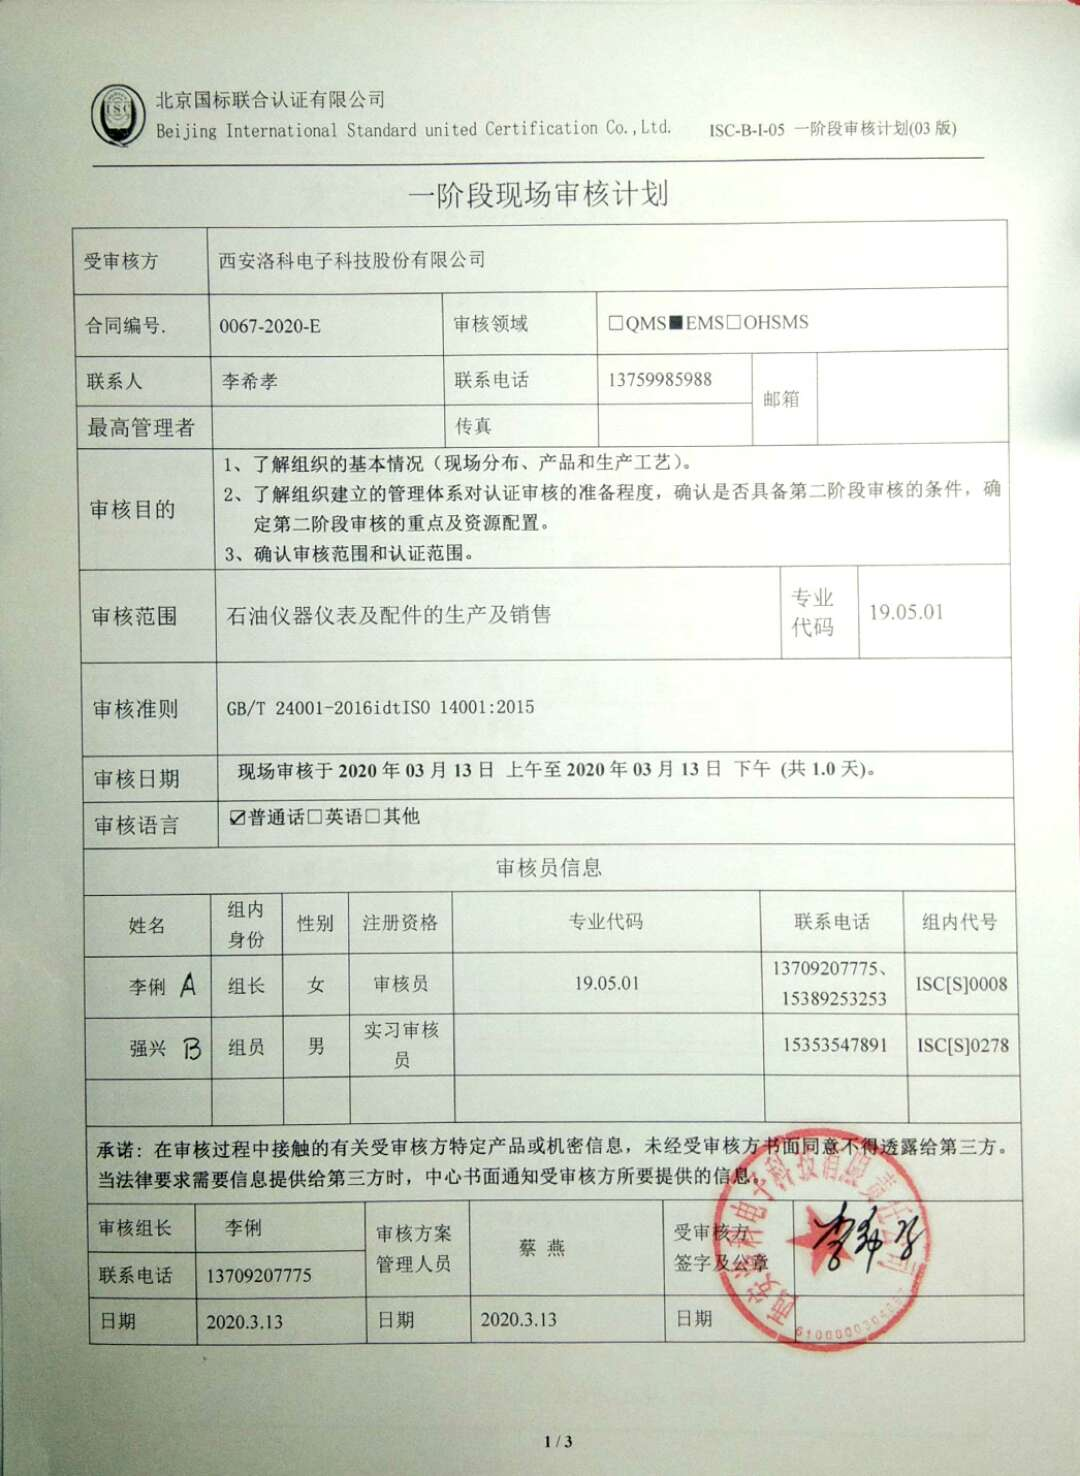 ISC
北京国标联合认证有限公司
Beijing International Standard united Certification Co.,Ltd.
ISC-B-I-05 一阶段审核计划(03 版)
一阶段现场审核计划
受审核方 西安洛科电子科技股份有限公司
合同编号. 0067-2020-E 审核领域 □QMS■EMS□OHSMS
联系人 李希孝 联系电话 13759985988 邮箱
最高管理者 传真
审核目的
1、了解组织的基本情况（现场分布、产品和生产工艺）。
2、了解组织建立的管理体系对认证审核的准备程度，确认是否具备第二阶段审核的条件，确
定第二阶段审核的重点及资源配置。
3、确认审核范围和认证范围。
审核范围 石油仪器仪表及配件的生产及销售 专业
代码 19.05.01
审核准则 GB/T 24001-2016idtISO 14001:2015
审核日期 现场审核于 2020 年 03 月 13 日 上午至 2020 年 03 月 13 日 下午 (共 1.0 天)。
审核语言 ☑普通话□英语□其他
审核员信息
姓名 组内
身份 性别 注册资格 专业代码 联系电话 组内代号
李俐 A 组长 女 审核员 19.05.01 13709207775、
15389253253 ISC[S]0008
强兴 B 组员 男 实习审核
员 15353547891 ISC[S]0278
承诺：在审核过程中接触的有关受审核方特定产品或机密信息，未经受审核方书面同意不得透露给第三方。
当法律要求需要信息提供给第三方时，中心书面通知受审核方所要提供的信息。
审核组长 李俐 审核方案
管理人员 蔡 燕 受审核方
签字及公章
联系电话 13709207775
日期 2020.3.13 日期 2020.3.13 日期
1 / 3